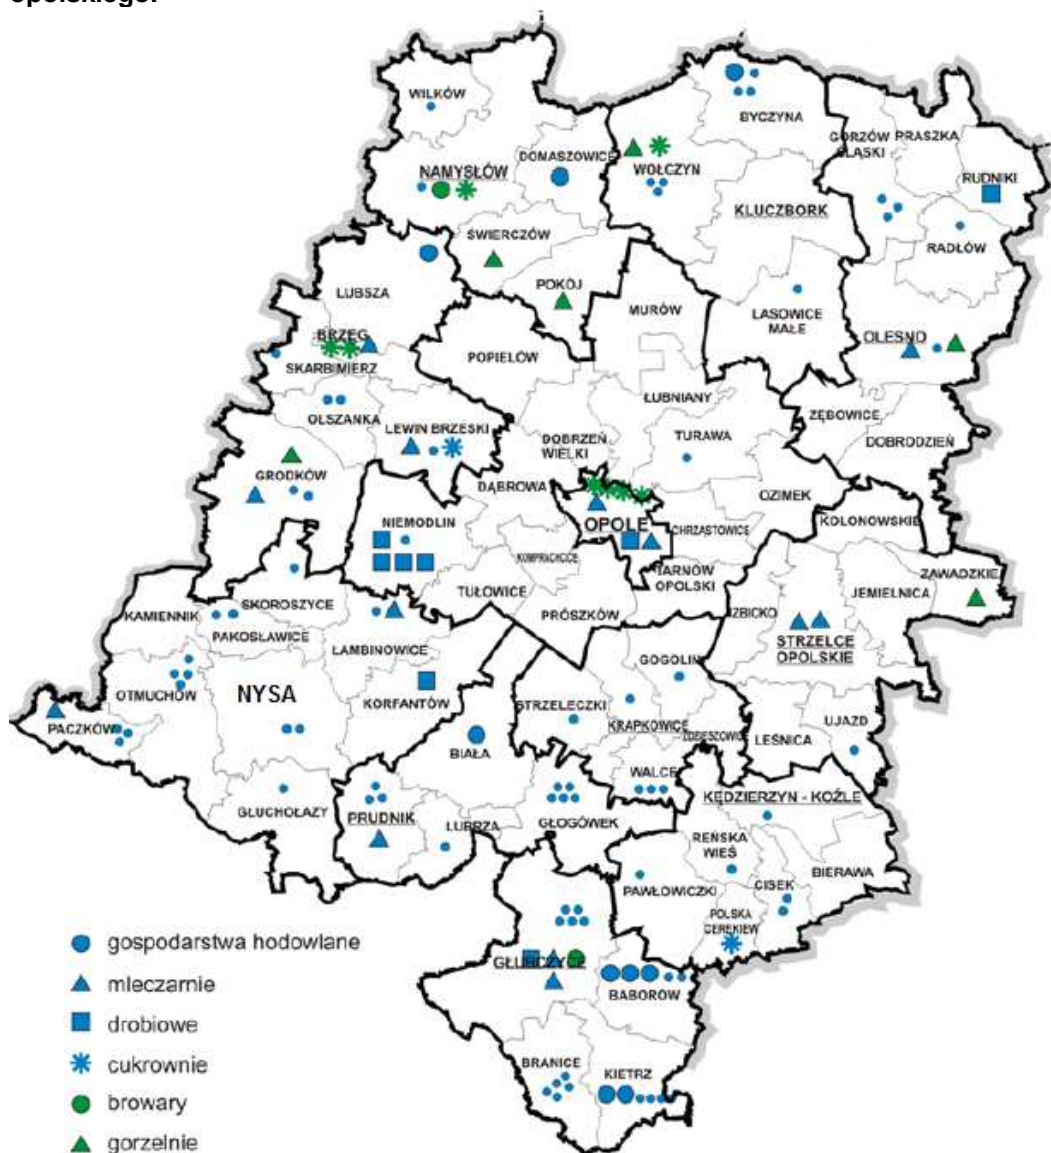 opolskiego.
WILKÓW
BYCZYNA
GORZÓW
ŚLĄSKI
PRASZKA
DOMASZOWICE
NAMYSŁÓW
WOŁCZYN
RUDNIKI
KLUCZBORK
ŚWIERCZÓW
RADŁÓW
LUBSZA
POKÓJ
MURÓW
LASOWICE
MAŁE
OLESNO
BRZEG
POPIELÓW
SKARBIMIERZ
ŁUBNIANY
OLSZANKA
ZĘBOWICE
LEWIN BRZESKI
DOBRZEŃ
WIELKI
TURAWA
DOBRODZIEŃ
GRODKÓW
DĄBROWA
OZIMEK
NIEMODLIN
OPOLE
CHRZĄSTOWICE
KOLONOWSKIE
KOMPRACHCICE
TARNÓW
OPOLSKI
ZAWADZKIE
TUŁOWICE
JEMIELNICA
KAMIENNIK
SKOROSZYCE
PRÓSZKÓW
IZBICKO
PAKOSŁAWICE
STRZELCE
OPOLSKIE
ŁAMBINOWICE
GOGOLIN
OTMUCHÓW
NYSA
KORFANTÓW
STRZELECZKI
KRAPKOWICE
UJAZD
PACZKÓW
ZDZIESZOWICE
LEŚNICA
BIAŁA
WALCE
KĘDZIERZYN - KOŹLE
GŁUCHOŁAZY
PRUDNIK
LUBRZA
GŁOGÓWEK
REŃSKA
WIEŚ
BIERAWA
PAWŁOWICZKI
CISEK
POLSKA
CEREKIEW
GŁUBCZYCE
BABORÓW
BRANICE
KIETRZ
gospodarstwa hodowlane
mleczarnie
drobiowe
cukrownie
browary
gorzelnie